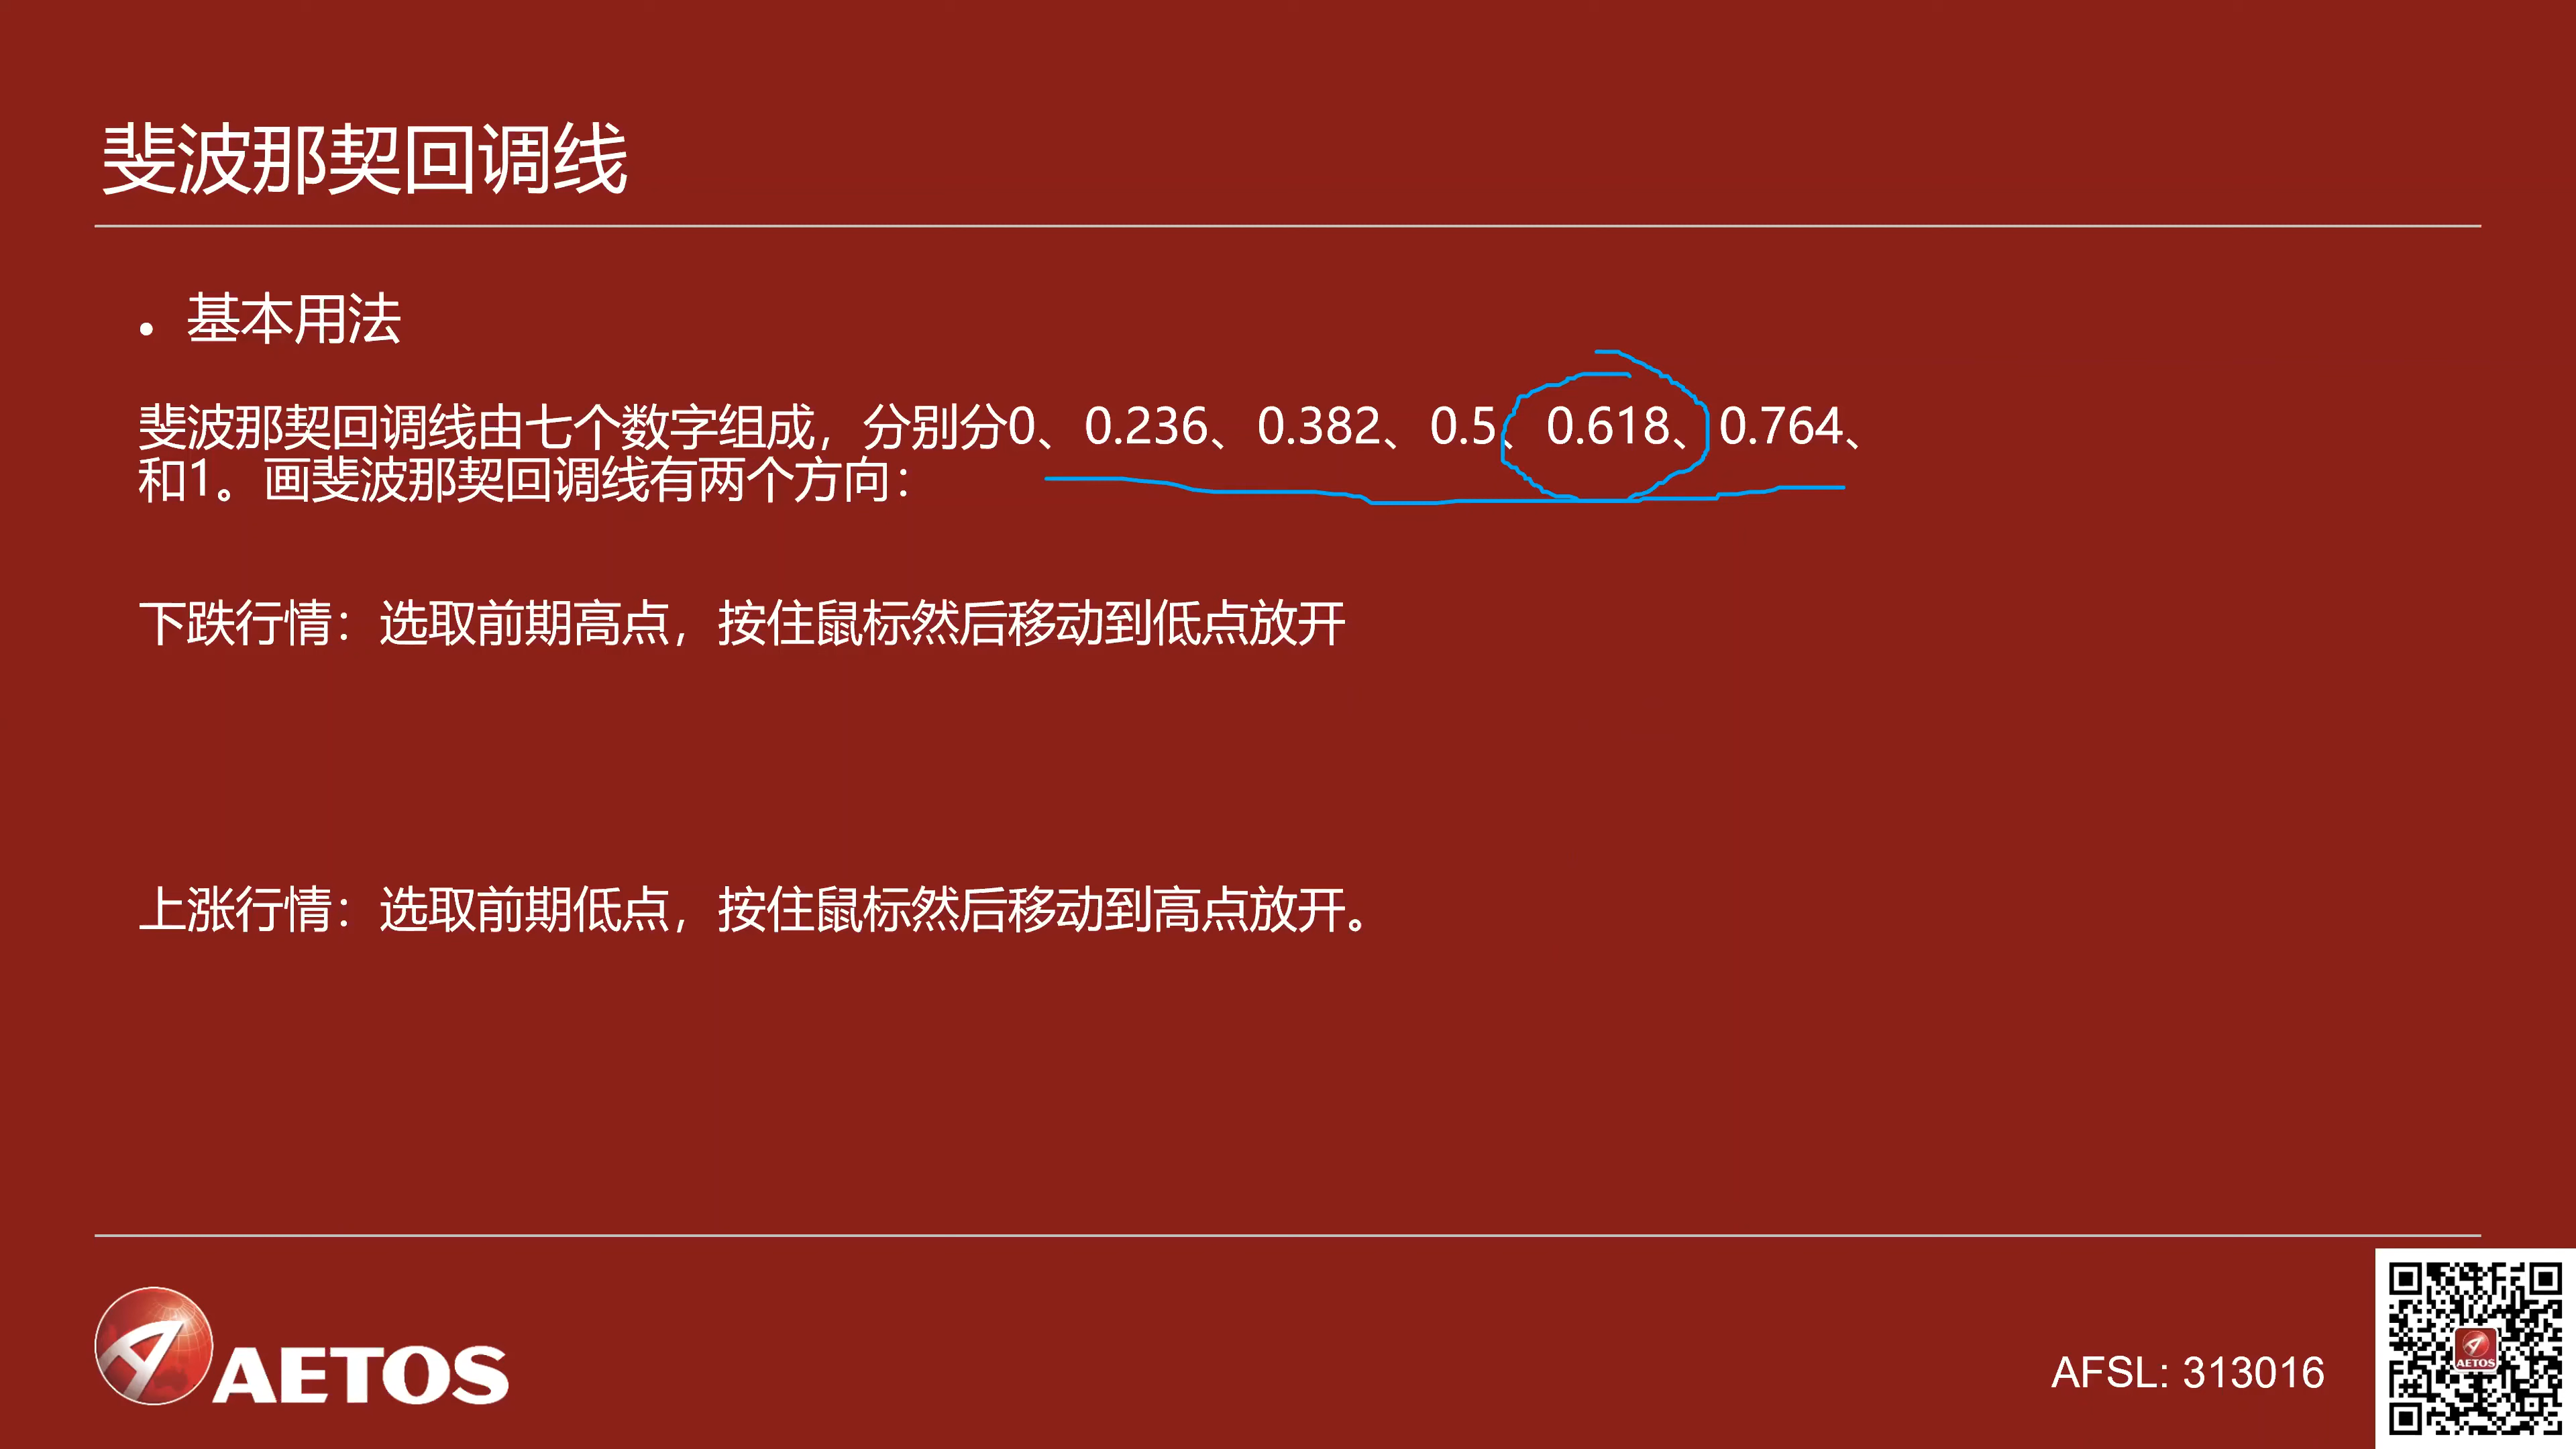 斐波那契回调线
• 基本用法
斐波那契回调线由七个数字组成，分别分0、0.236、0.382、0.5、0.618、0.764、
和1。画斐波那契回调线有两个方向：
下跌行情：选取前期高点，按住鼠标然后移动到低点放开
上涨行情：选取前期低点，按住鼠标然后移动到高点放开。
AETOS
AFSL: 313016
AETOS